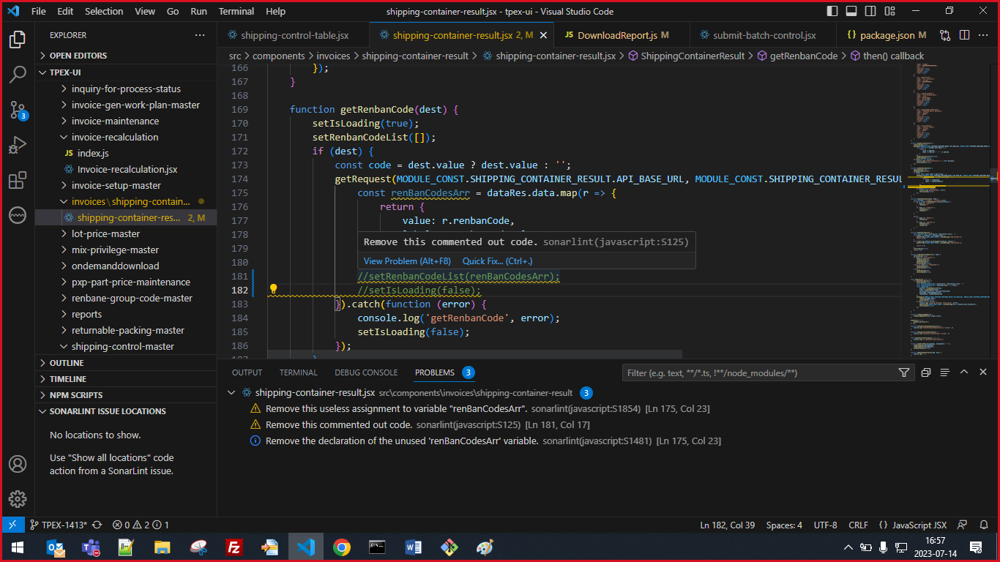 File Edit Selection View Go Run Terminal Help
shipping-container-result.jsx - tpex-ui - Visual Studio Code
EXPLORER
OPEN EDITORS
TPEX-UI
inquiry-for-process-status
invoice-gen-work-plan-master
invoice-maintenance
invoice-recalculation
JS index.js
Invoice-recalculation.jsx
invoice-setup-master
invoices \ shipping-contain...
shipping-container-res... 2, M
lot-price-master
mix-privilege-master
ondemanddownload
pxp-part-price-maintenance
renbane-group-code-master
reports
returnable-packing-master
shipping-control-master
OUTLINE
TIMELINE
NPM SCRIPTS
SONARLINT ISSUE LOCATIONS
No locations to show.
Use "Show all locations" code
action from a SonarLint issue.
3
shipping-control-table.jsx
shipping-container-result.jsx 2, M
JS DownloadReport.js M
submit-batch-control.jsx
{} package.json M
src > components > invoices > shipping-container-result > shipping-container-result.jsx > ShippingContainerResult > getRenbanCode > then() callback
166 });
167 }
168
169 function getRenbanCode(dest) {
170 setIsLoading(true);
171 setRenbanCodeList([]);
172 if (dest) {
173 const code = dest.value ? dest.value : '';
174 getRequest(MODULE_CONST.SHIPPING_CONTAINER_RESULT.API_BASE_URL, MODULE_CONST.SHIPPING_CONTAINER_RESUL
175 const renBanCodesArr = dataRes.data.map(r => {
176 return {
177 value: r.renbanCode,
178
179
180
Remove this commented out code. sonarlint(javascript:S125)
View Problem (Alt+F8) Quick Fix... (Ctrl+.)
181 //setRenbanCodeList(renBanCodesArr);
182 //setIsLoading(false);
183 }).catch(function (error) {
184 console.log('getRenbanCode', error);
185 setIsLoading(false);
186 });
187 }
OUTPUT TERMINAL DEBUG CONSOLE PROBLEMS 3
Filter (e.g. text, **/*.ts, !**/node_modules/**)
shipping-container-result.jsx src\components\invoices\shipping-container-result 3
Remove this useless assignment to variable "renBanCodesArr". sonarlint(javascript:S1854) [Ln 175, Col 23]
Remove this commented out code. sonarlint(javascript:S125) [Ln 181, Col 17]
Remove the declaration of the unused 'renBanCodesArr' variable. sonarlint(javascript:S1481) [Ln 175, Col 23]
TPEX-1413* 0 2 1
Ln 182, Col 39 Spaces: 4 UTF-8 CRLF {} JavaScript JSX
16:57
2023-07-14